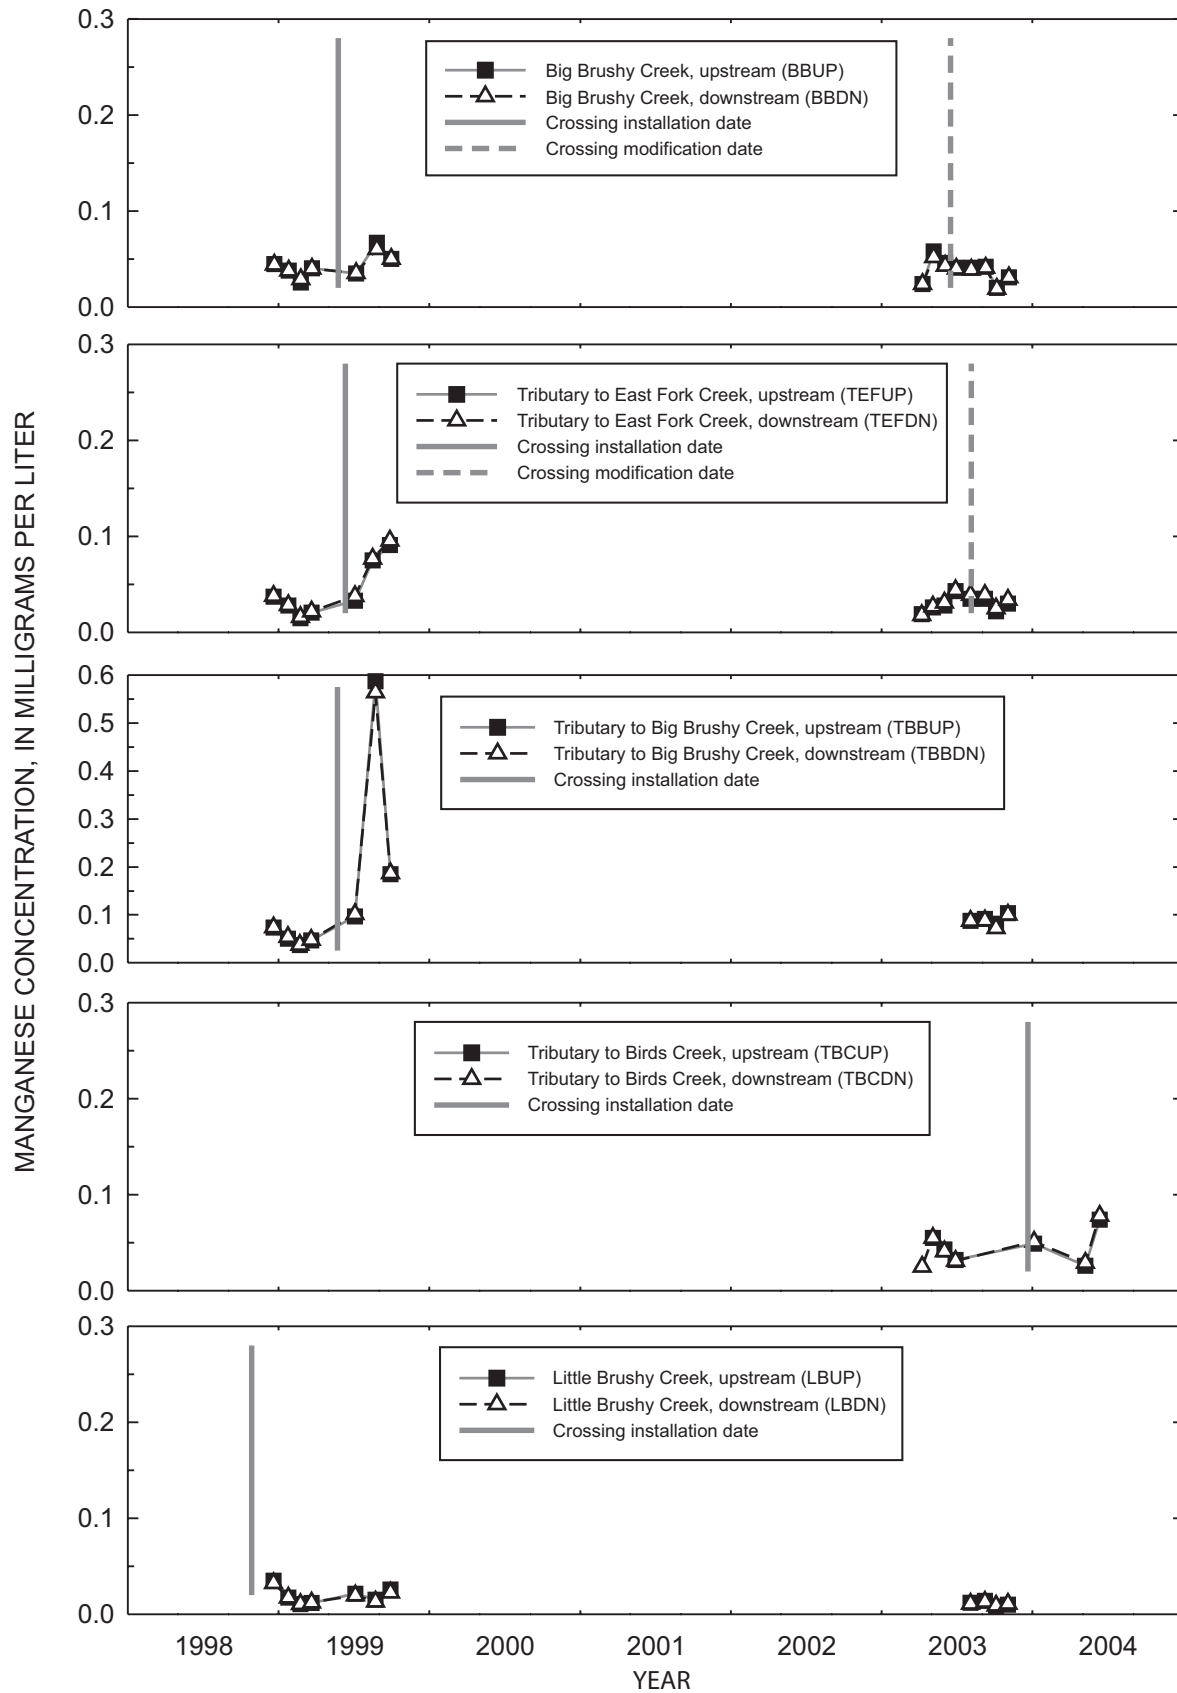 MANGANESE CONCENTRATION, IN MILLIGRAMS PER LITER
0.3
0.2
0.1
0.0
Big Brushy Creek, upstream (BBUP)
Big Brushy Creek, downstream (BBDN)
Crossing installation date
Crossing modification date
0.3
0.2
0.1
0.0
Tributary to East Fork Creek, upstream (TEFUP)
Tributary to East Fork Creek, downstream (TEFDN)
Crossing installation date
Crossing modification date
0.6
0.5
0.4
0.3
0.2
0.1
0.0
Tributary to Big Brushy Creek, upstream (TBBUP)
Tributary to Big Brushy Creek, downstream (TBBDN)
Crossing installation date
0.3
0.2
0.1
0.0
Tributary to Birds Creek, upstream (TBCUP)
Tributary to Birds Creek, downstream (TBCDN)
Crossing installation date
0.3
0.2
0.1
0.0
Little Brushy Creek, upstream (LBUP)
Little Brushy Creek, downstream (LBDN)
Crossing installation date
1998 1999 2000 2001 2002 2003 2004
YEAR